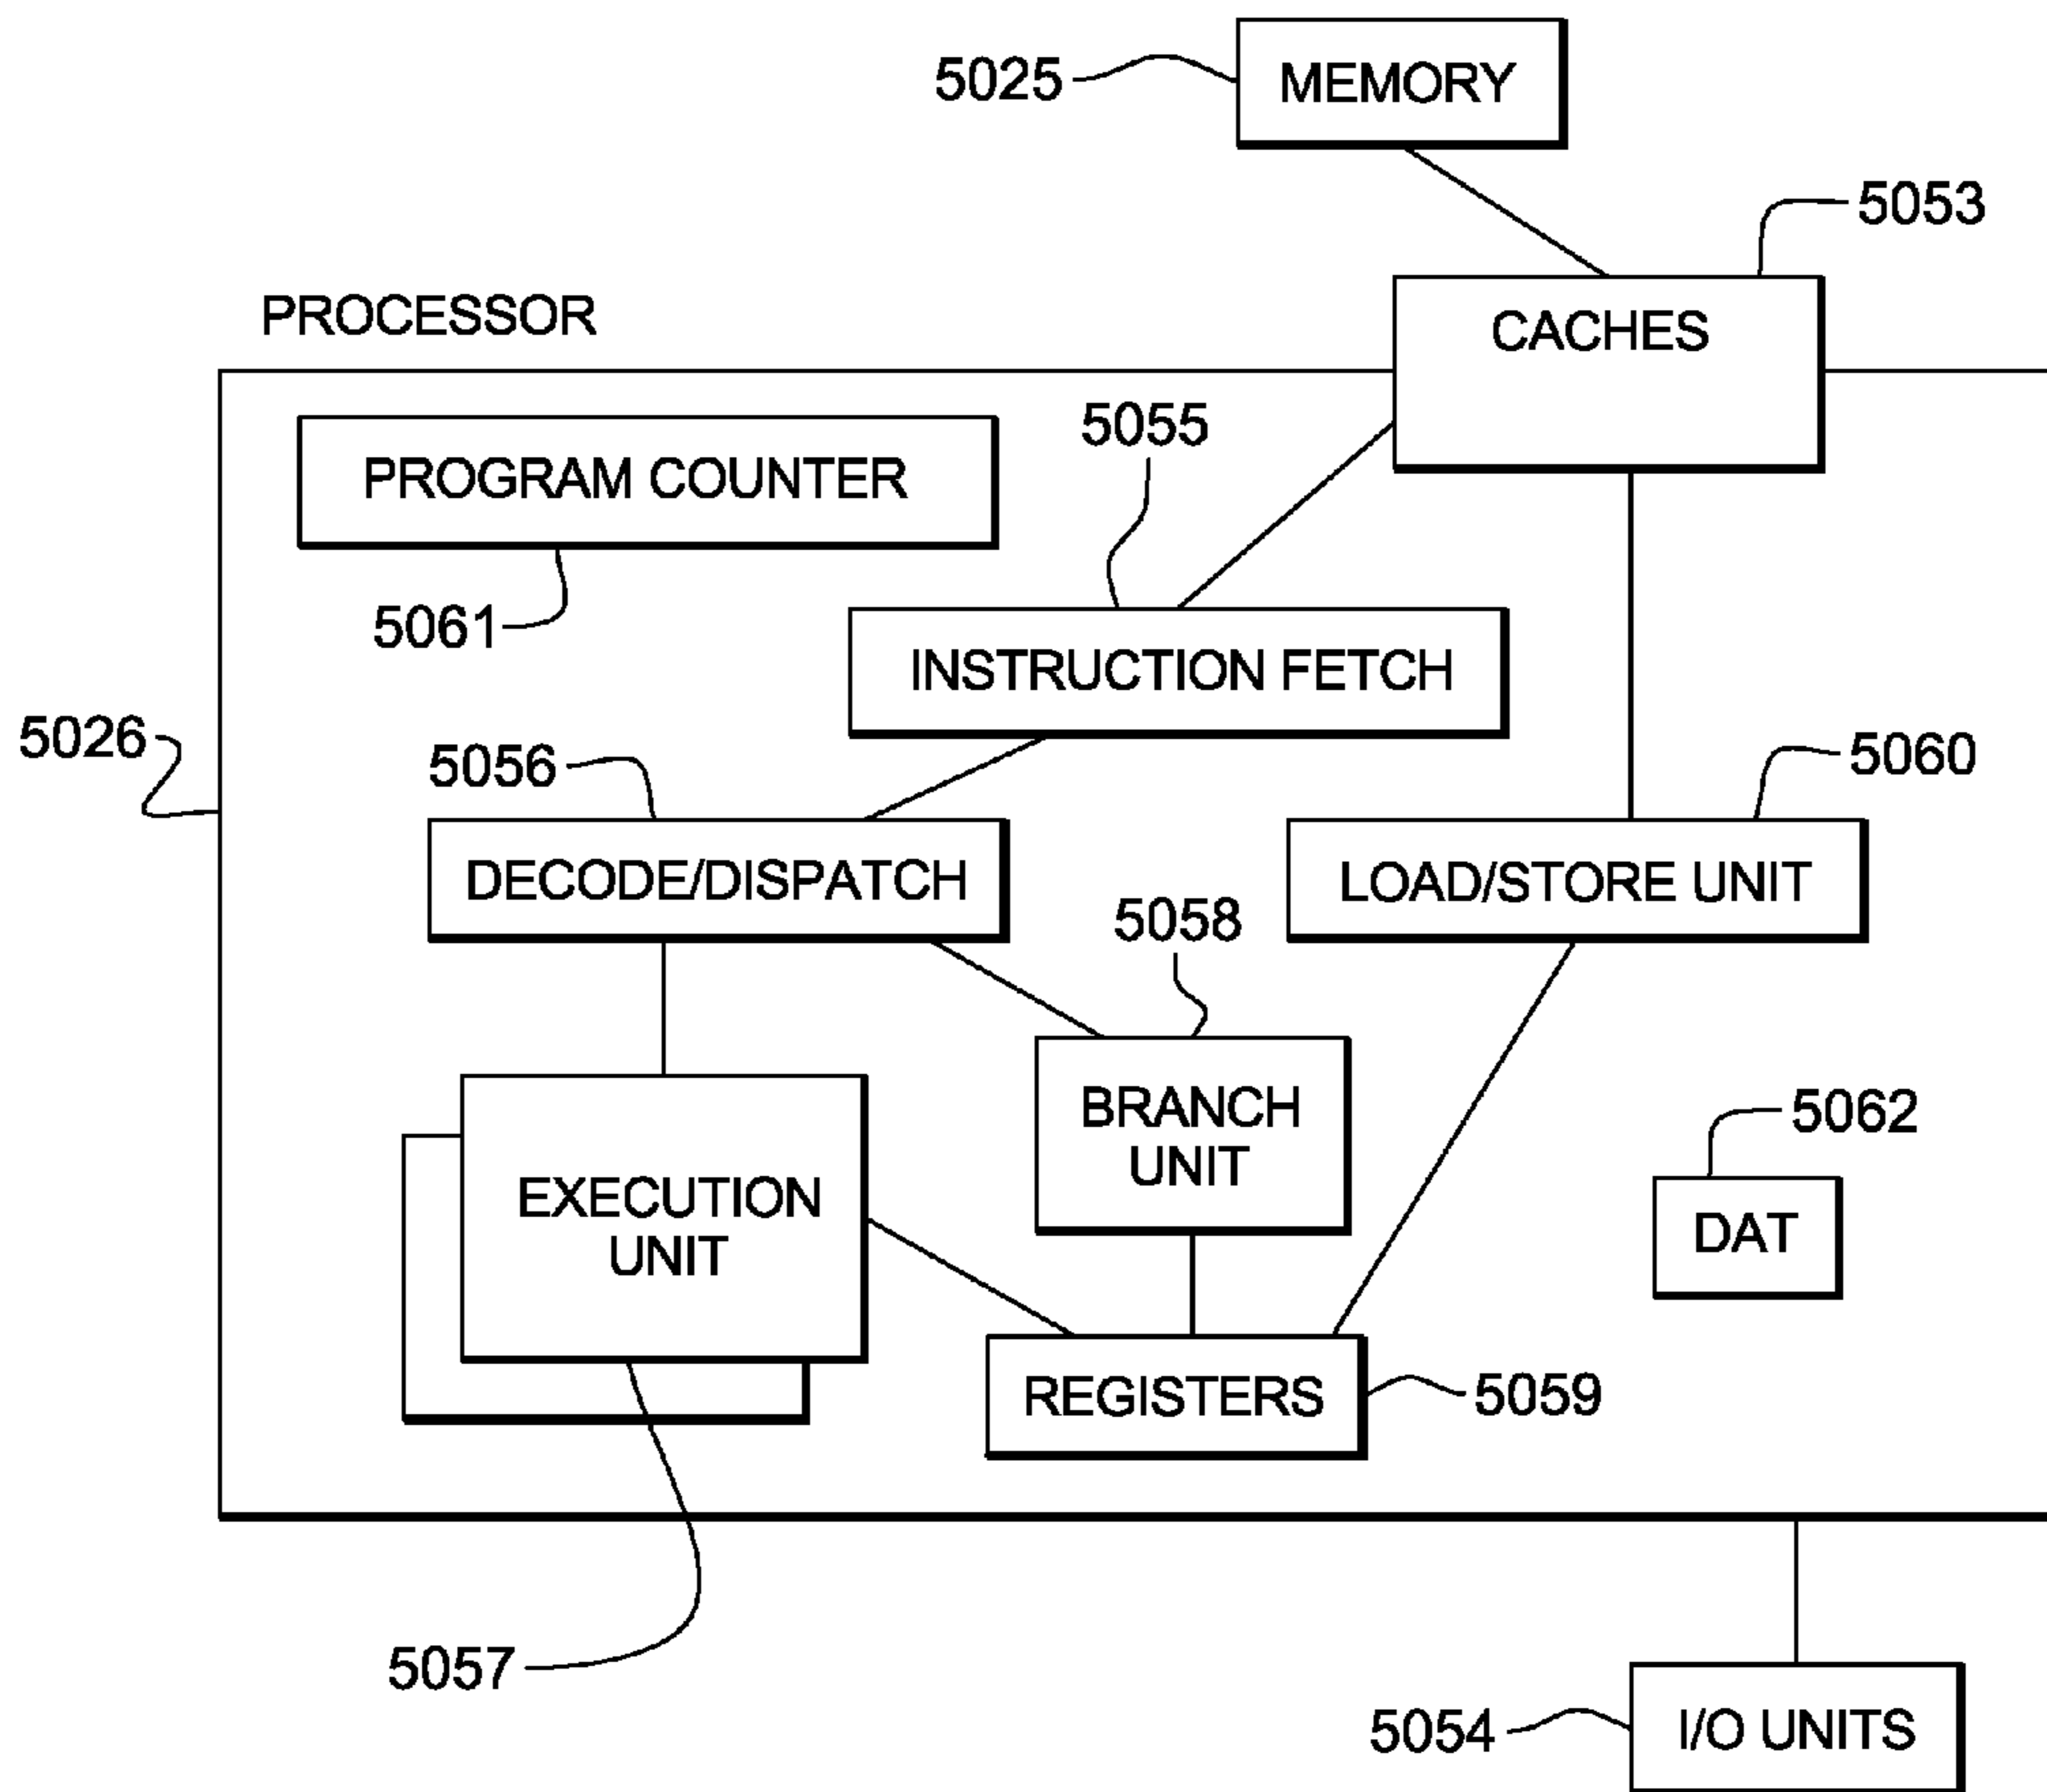 MEMORY
5025
5053
CACHES
PROCESSOR
5055
PROGRAM COUNTER
5061
INSTRUCTION FETCH
5026
5056
5060
DECODE/DISPATCH
LOAD/STORE UNIT
5058
BRANCH
UNIT
5062
EXECUTION
UNIT
DAT
REGISTERS
5059
5057
5054
I/O UNITS